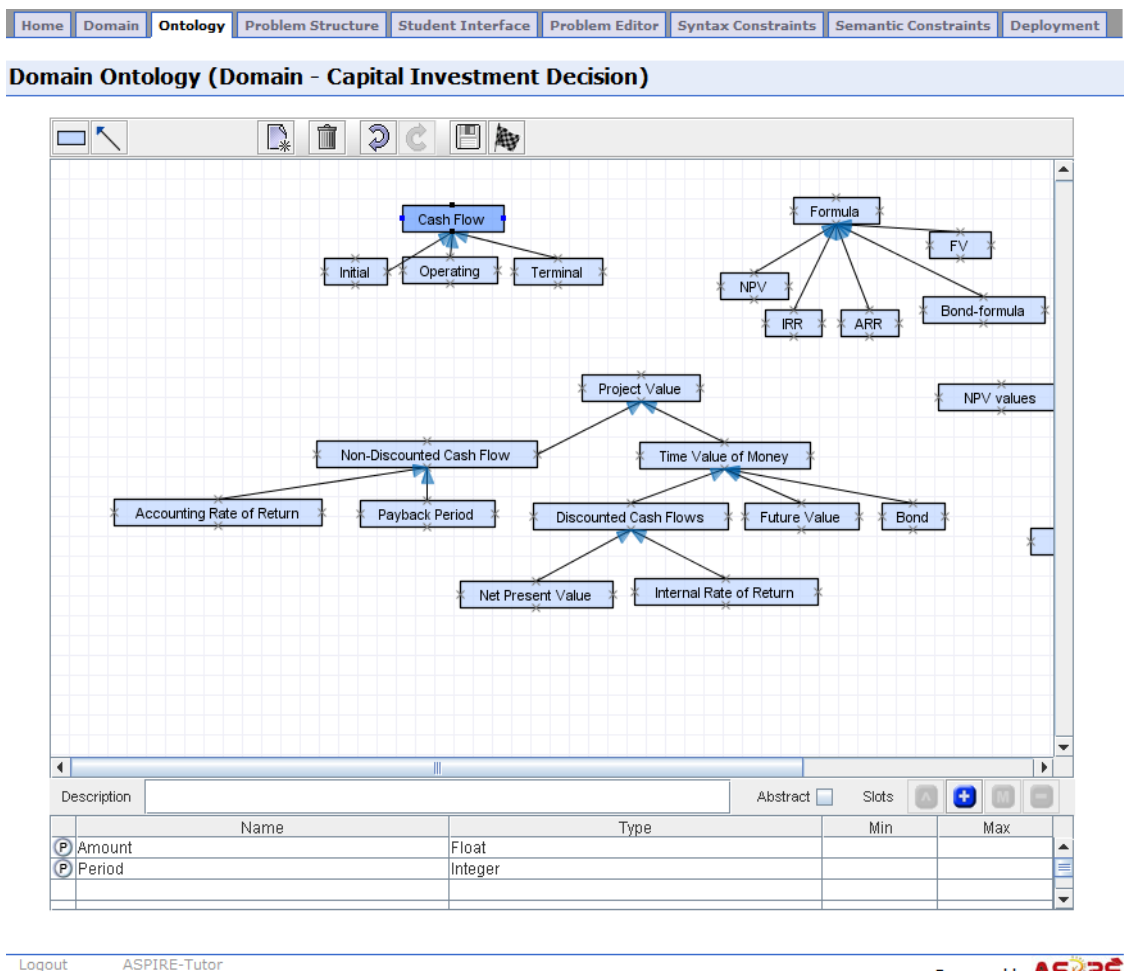 Home Domain Ontology Problem Structure Student Interface Problem Editor Syntax Constraints Semantic Constraints Deployment
Domain Ontology (Domain - Capital Investment Decision)
Cash Flow
Formula
FV
Initial
Operating
Terminal
NPV
Bond-formula
IRR
ARR
Project Value
NPV values
Non-Discounted Cash Flow
Time Value of Money
Accounting Rate of Return
Payback Period
Discounted Cash Flows
Future Value
Bond
Net Present Value
Internal Rate of Return
Description Abstract Slots A M
Name Type Min Max
P Amount Float
P Period Integer
Logout ASPIRE-Tutor